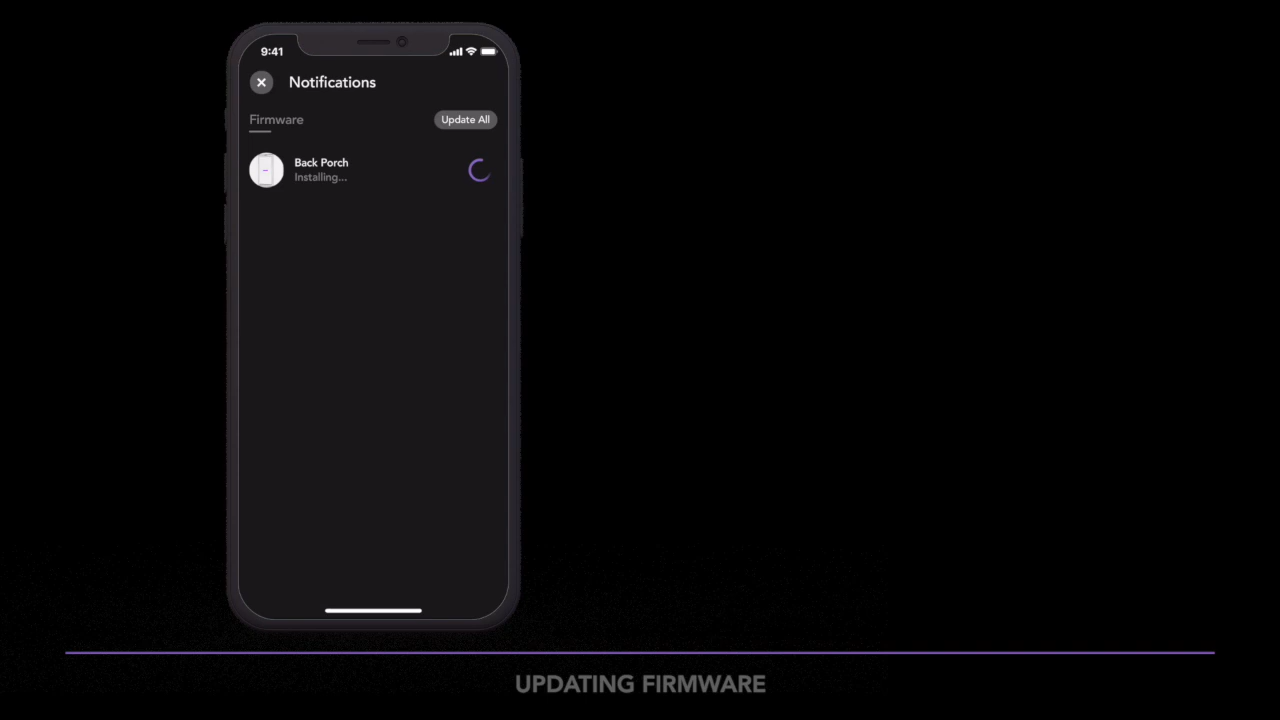 9:41
Notifications
Firmware
Update All
Back Porch
Installing...
UPDATING FIRMWARE